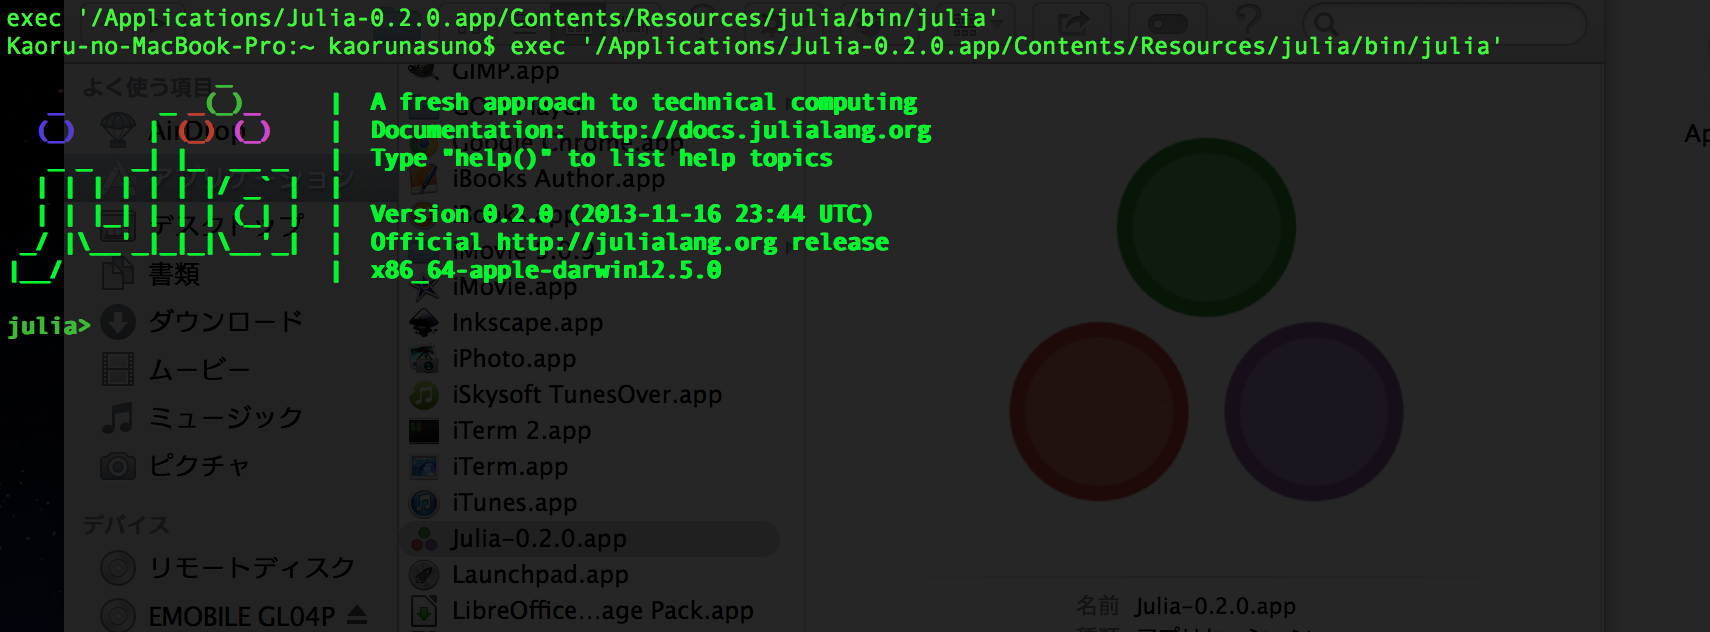 exec '/Applications/Julia-0.2.0.app/Contents/Resources/julia/bin/julia'
Kaoru-no-MacBook-Pro:~ kaorunasuno$ exec '/Applications/Julia-0.2.0.app/Contents/Resources/julia/bin/julia'
A fresh approach to technical computing
Documentation: http://docs.julialang.org
Type "help()" to list help topics
Version 0.2.0 (2013-11-16 23:44 UTC)
Official http://julialang.org release
x86_64-apple-darwin12.5.0
julia>
よく使う項目
AirDrop
アプリケーション
デスクトップ
書類
ダウンロード
ムービー
ミュージック
ピクチャ
デバイス
リモートディスク
EMOBILE GL04P
GIMP.app
Google Chrome.app
iBooks Author.app
iMovie.app
Inkscape.app
iPhoto.app
iSkysoft TunesOver.app
iTerm 2.app
iTerm.app
iTunes.app
Julia-0.2.0.app
Launchpad.app
LibreOffice...age Pack.app
名前 Julia-0.2.0.app
Ap